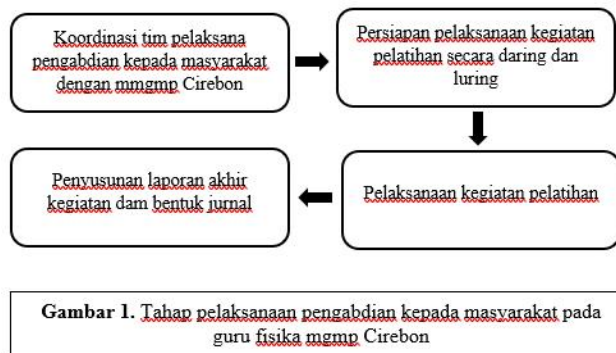 Koordinasi tim pelaksana
pengabdian kepada masyarakat
dengan mmgmp Cirebon
Persiapan pelaksanaan kegiatan
pelatihan secara daring dan
luring
Pelaksanaan kegiatan pelatihan
Penyusunan laporan akhir
kegiatan dam bentuk jurnal
Gambar 1. Tahap pelaksanaan pengabdian kepada masyarakat pada
guru fisika mgmp Cirebon